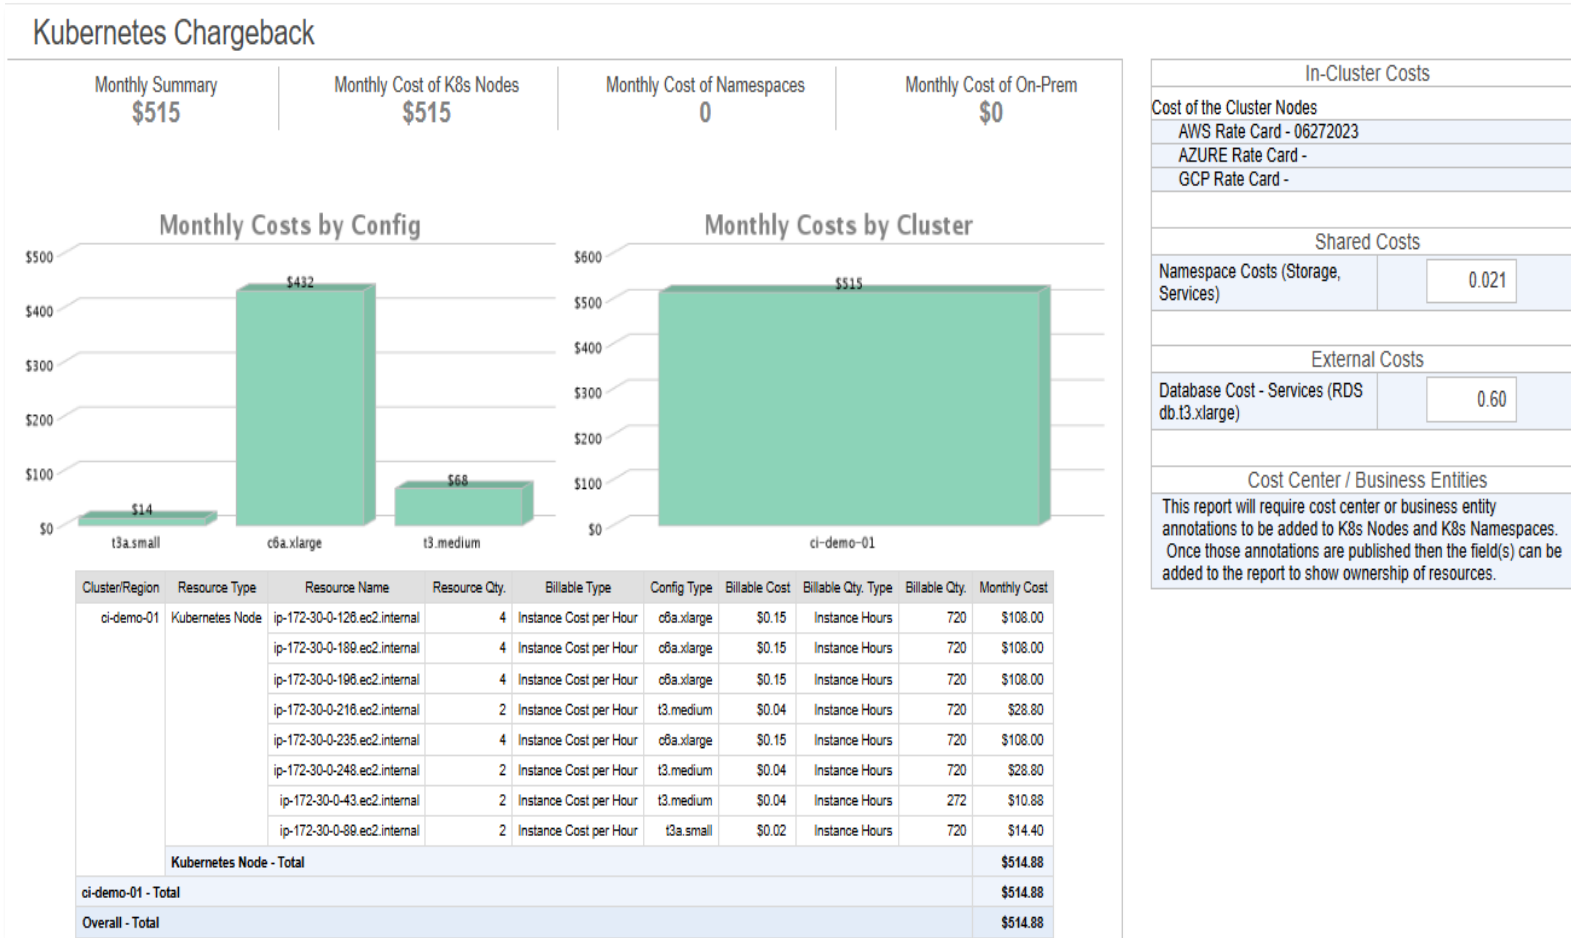 Kubernetes Chargeback
Monthly Summary
$515
Monthly Cost of K8s Nodes
$515
Monthly Cost of Namespaces
0
Monthly Cost of On-Prem
$0
Monthly Costs by Config
$500
$400
$300
$200
$100
$0
$14
$432
$68
t3a.small
c6a.xlarge
t3.medium
Monthly Costs by Cluster
$600
$500
$400
$300
$200
$100
$0
$515
ci-demo-01
Cluster/Region Resource Type Resource Name Resource Qty. Billable Type Config Type Billable Cost Billable Qty. Type Billable Qty. Monthly Cost
ci-demo-01 Kubernetes Node ip-172-30-0-126.ec2.internal 4 Instance Cost per Hour c6a.xlarge $0.15 Instance Hours 720 $108.00
ip-172-30-0-189.ec2.internal 4 Instance Cost per Hour c6a.xlarge $0.15 Instance Hours 720 $108.00
ip-172-30-0-196.ec2.internal 4 Instance Cost per Hour c6a.xlarge $0.15 Instance Hours 720 $108.00
ip-172-30-0-216.ec2.internal 2 Instance Cost per Hour t3.medium $0.04 Instance Hours 720 $28.80
ip-172-30-0-235.ec2.internal 4 Instance Cost per Hour c6a.xlarge $0.15 Instance Hours 720 $108.00
ip-172-30-0-248.ec2.internal 2 Instance Cost per Hour t3.medium $0.04 Instance Hours 720 $28.80
ip-172-30-0-43.ec2.internal 2 Instance Cost per Hour t3.medium $0.04 Instance Hours 272 $10.88
ip-172-30-0-89.ec2.internal 2 Instance Cost per Hour t3a.small $0.02 Instance Hours 720 $14.40
Kubernetes Node - Total $514.88
ci-demo-01 - Total $514.88
Overall - Total $514.88
In-Cluster Costs
Cost of the Cluster Nodes
AWS Rate Card - 06272023
AZURE Rate Card -
GCP Rate Card -
Shared Costs
Namespace Costs (Storage,
Services)
0.021
External Costs
Database Cost - Services (RDS
db.t3.xlarge)
0.60
Cost Center / Business Entities
This report will require cost center or business entity
annotations to be added to K8s Nodes and K8s Namespaces.
Once those annotations are published then the field(s) can be
added to the report to show ownership of resources.